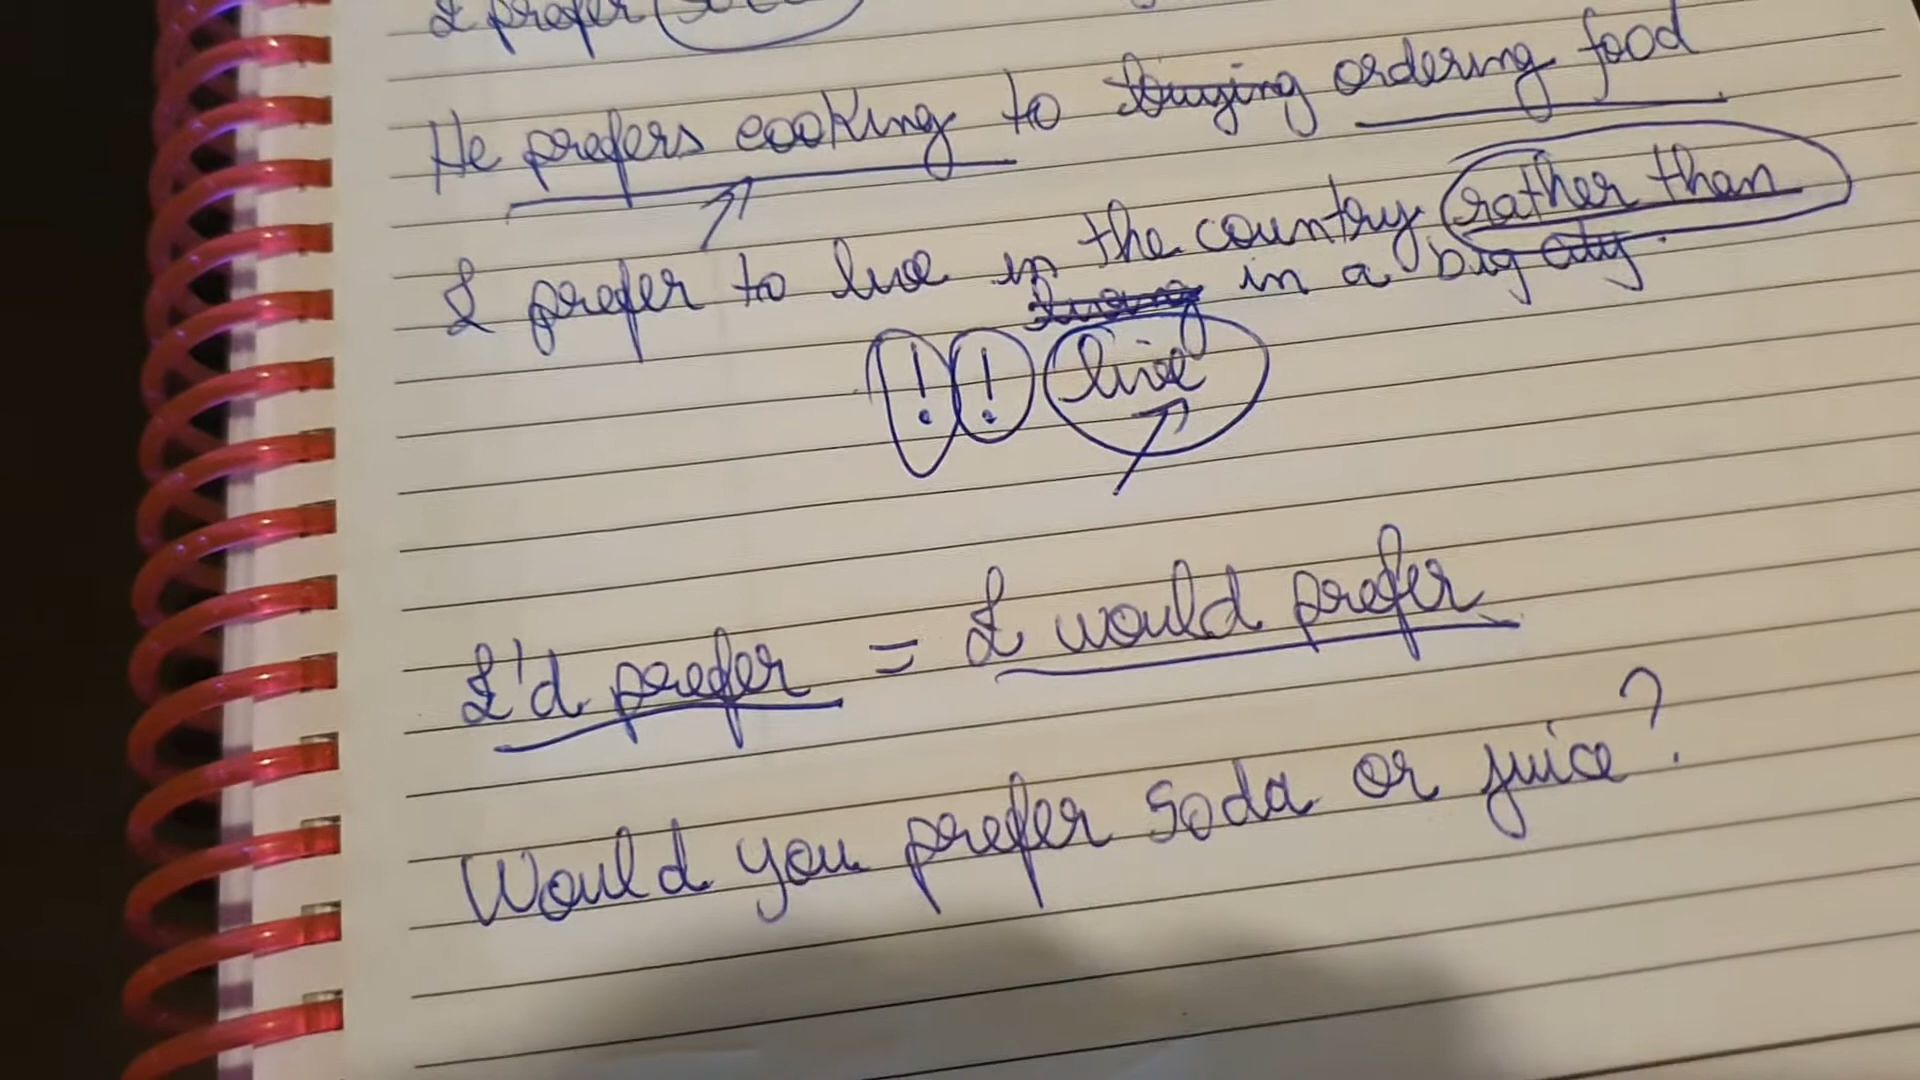 I prefer
He prefers cooking to buying ordering food
I prefer to live in the country rather than
living in a big city.
!! live
I'd prefer = I would prefer
Would you prefer soda or juice?